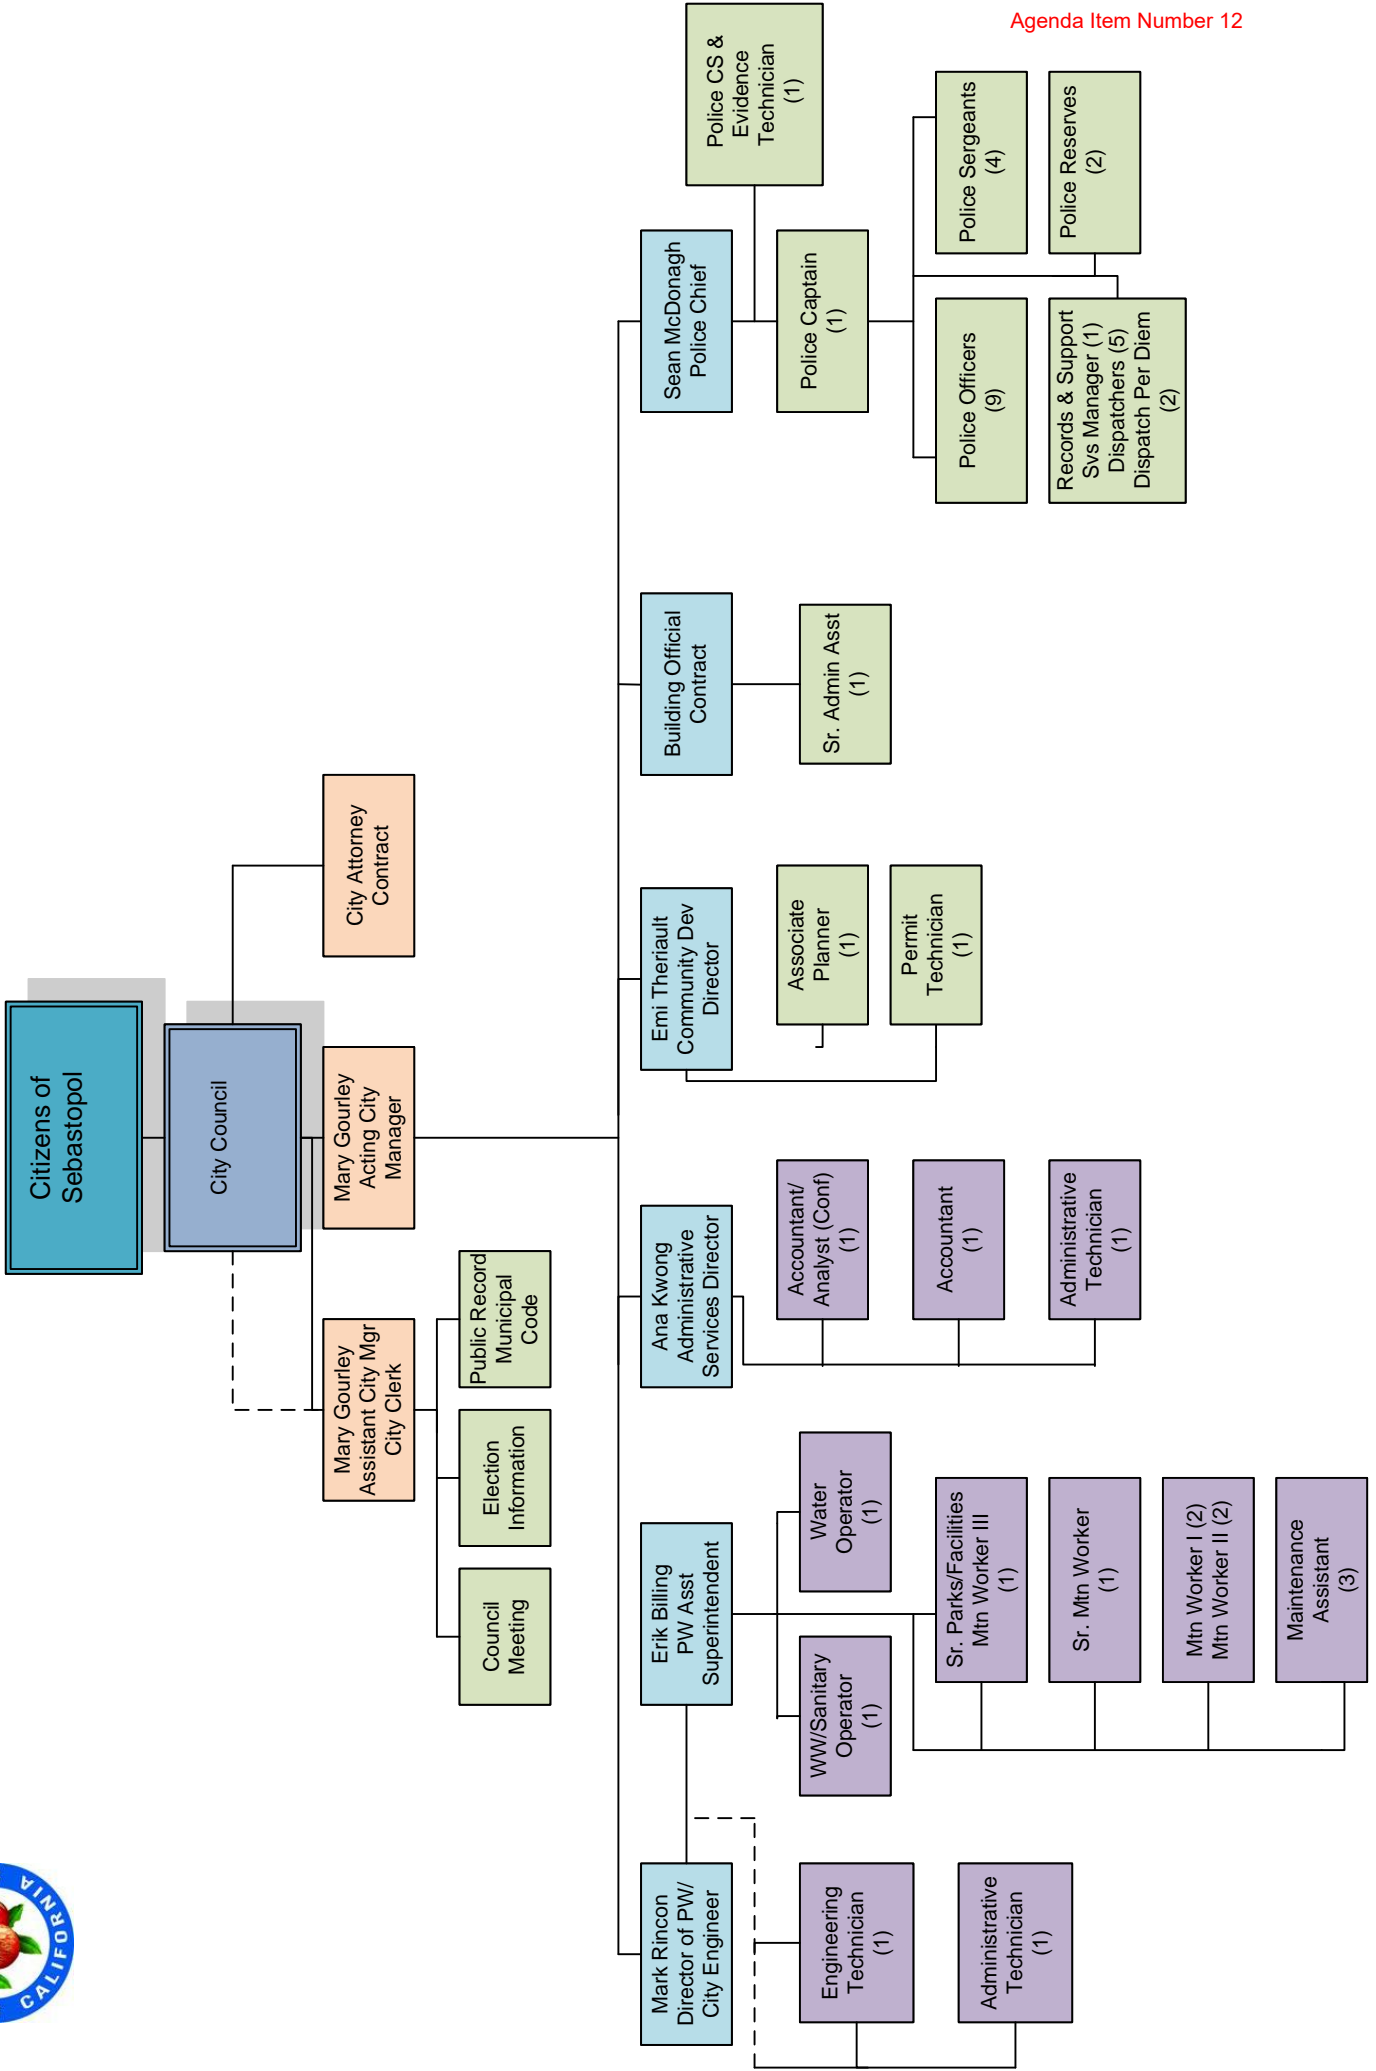 Agenda Item Number 12
CALIFORNIA
Citizens of
Sebastopol
City Council
Mary Gourley
Assistant City Mgr
City Clerk
Mary Gourley
Acting City
Manager
City Attorney
Contract
Council
Meeting
Election
Information
Public Record
Municipal
Code
Mark Rincon
Director of PW/
City Engineer
Erik Billing
PW Asst
Superintendent
Ana Kwong
Administrative
Services Director
Emi Theriault
Community Dev
Director
Building Official
Contract
Sean McDonagh
Police Chief
Police CS &
Evidence
Technician
(1)
Engineering
Technician
(1)
Administrative
Technician
(1)
WW/Sanitary
Operator
(1)
Water
Operator
(1)
Sr. Parks/Facilities
Mtn Worker III
(1)
Sr. Mtn Worker
(1)
Mtn Worker I (2)
Mtn Worker II (2)
Maintenance
Assistant
(3)
Accountant/
Analyst (Conf)
(1)
Accountant
(1)
Administrative
Technician
(1)
Associate
Planner
(1)
Permit
Technician
(1)
Sr. Admin Asst
(1)
Police Captain
(1)
Police Officers
(9)
Police Sergeants
(4)
Records & Support
Svs Manager (1)
Dispatchers (5)
Dispatch Per Diem
(2)
Police Reserves
(2)